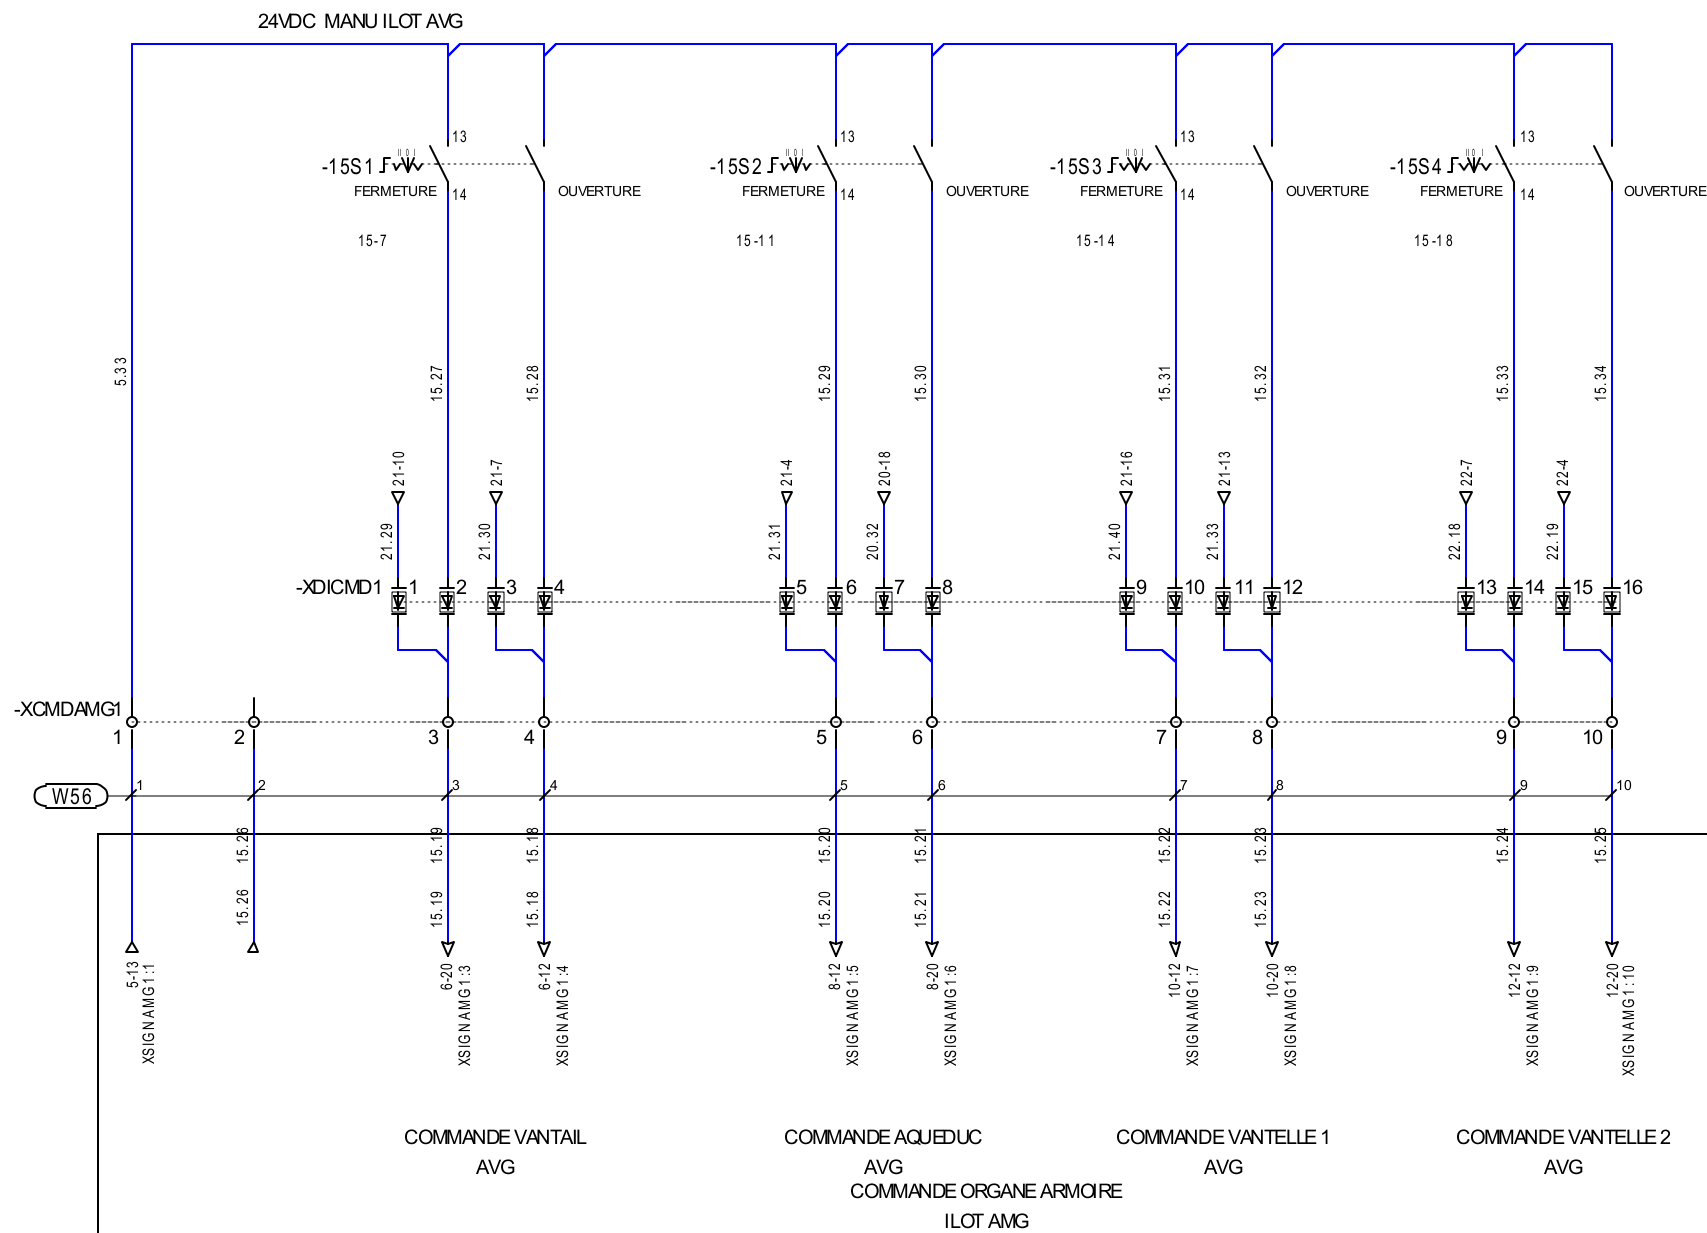 24VDC MANU ILOT AVG
13 13 13 13
-15S1 -15S2 -15S3 -15S4
FERMETURE 14 OUVERTURE FERMETURE 14 OUVERTURE FERMETURE 14 OUVERTURE FERMETURE 14 OUVERTURE
15-7 15-11 15-14 15-18
5.33 15.27 15.28 15.29 15.30 15.31 15.32 15.33 15.34
21-10 21-7 21-4 20-18 21-16 21-13 22-7 22-4
21.29 21.30 21.31 20.32 21.40 21.33 22.18 22.19
-XDICMD1 1 2 3 4 5 6 7 8 9 10 11 12 13 14 15 16
-XCMDAMG1
1 2 3 4 5 6 7 8 9 10
W56 1 2 3 4 5 6 7 8 9 10
15.26 15.19 15.18 15.20 15.21 15.22 15.23 15.24 15.25
15.26 15.19 15.18 15.20 15.21 15.22 15.23
5-13 6-20 6-12 8-12 8-20 10-12 10-20 12-12 12-20
XSIGNAMG1:1 XSIGNAMG1:3 XSIGNAMG1:4 XSIGNAMG1:5 XSIGNAMG1:6 XSIGNAMG1:7 XSIGNAMG1:8 XSIGNAMG1:9 XSIGNAMG1:10
COMMANDE VANTAIL COMMANDE AQUEDUC COMMANDE VANTELLE 1 COMMANDE VANTELLE 2
AVG AVG AVG AVG
COMMANDE ORGANE ARMOIRE
ILOT AMG